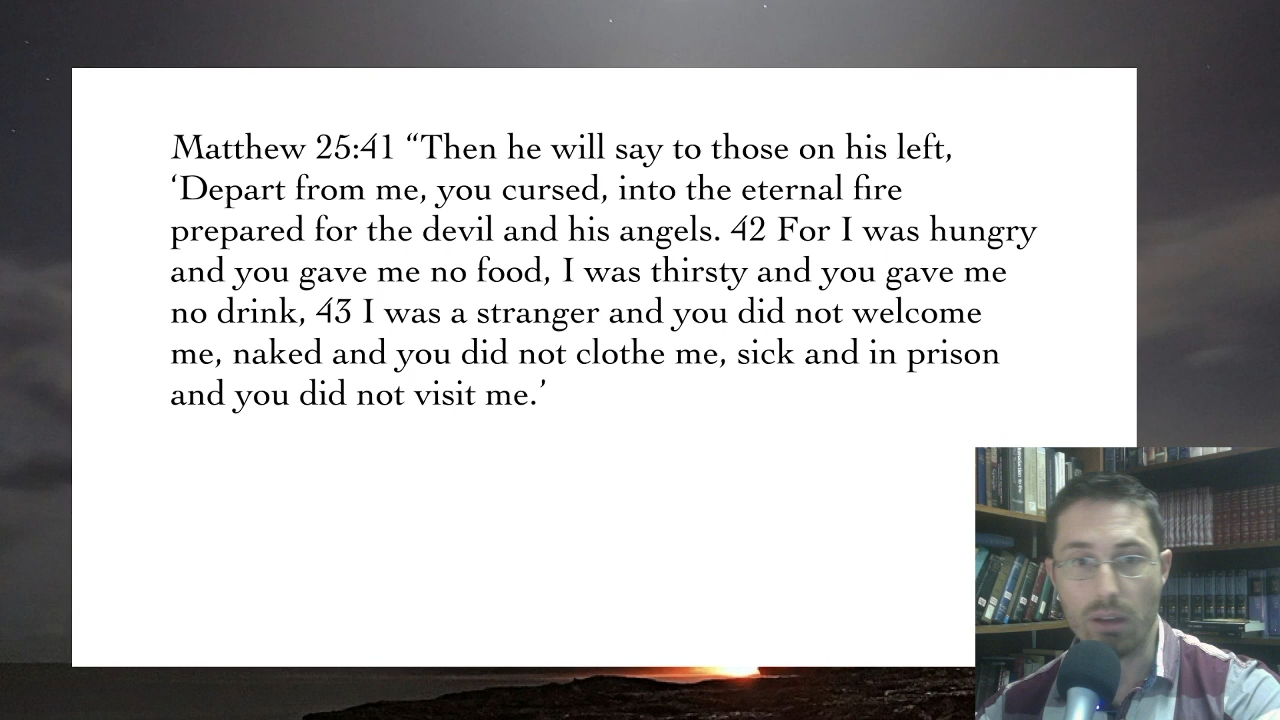 Matthew 25:41 “Then he will say to those on his left,
‘Depart from me, you cursed, into the eternal fire
prepared for the devil and his angels. 42 For I was hungry
and you gave me no food, I was thirsty and you gave me
no drink, 43 I was a stranger and you did not welcome
me, naked and you did not clothe me, sick and in prison
and you did not visit me.’